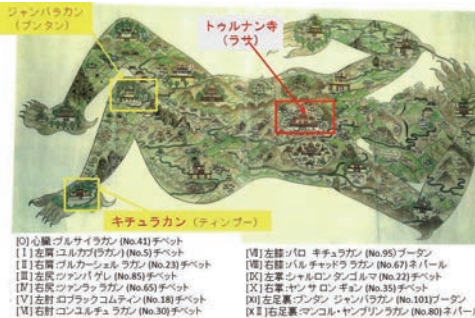 ジャンバラカン
(ブンタン)
トゥルナン寺
(ラサ)
キチュラカン (ティンプー)
[O] 心臓:ブルサイラカン (No.41)チベット
[Ⅰ] 左肩:ユルカブ(ラガン) (No.5)チベット
[Ⅱ] 右肩:ブルカーシェル ラカン (No.23)チベット
[Ⅲ] 左尻:ツァンパ ゲレ (No.85)チベット
[Ⅳ] 右尻:ツァンラッラカン (No.65)チベット
[Ⅴ] 左肘:ロブラックコムティン (No.18)チベット
[Ⅵ] 右肘:コンユルチュ ラカン (No.30)チベット
[Ⅶ] 左膝:パロ キチュラカン (No.95)ブータン
[Ⅷ] 右膝:バル チャッドラ ラカン (No.67)ネパール
[Ⅸ] 左掌:シャルロン タンゴルマ (No.22)チベット
[Ⅹ] 右掌:ヤン サロン ギョン (No.35)チベット
[XI] 左足裏:ブンタン ジャンバラカン (No.101)ブータン
[XⅡ] 右足裏:マンコル・ヤンブリンラカン (No.80)ネパー